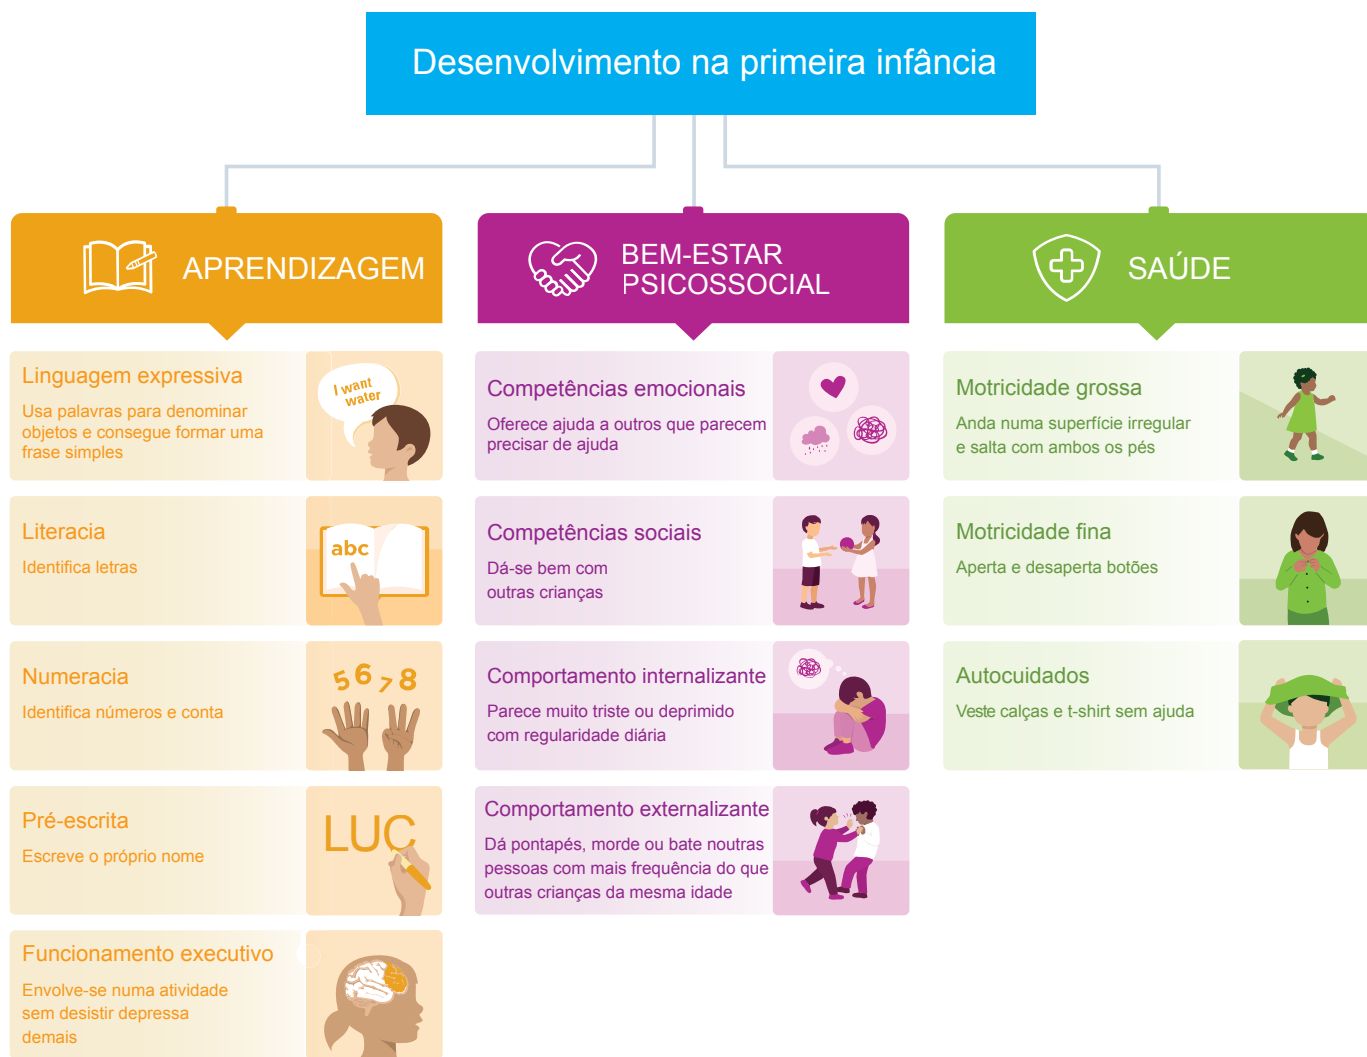 Desenvolvimento na primeira infância
APRENDIZAGEM
Linguagem expressiva
Usa palavras para denominar
objetos e consegue formar uma
frase simples
I want
water
Literacia
Identifica letras
abc
Numeracia
Identifica números e conta
5 6 7 8
Pré-escrita
Escreve o próprio nome
LUC
Funcionamento executivo
Envolve-se numa atividade
sem desistir depressa
demais
BEM-ESTAR
PSICOSSOCIAL
Competências emocionais
Oferece ajuda a outros que parecem
precisar de ajuda
Competências sociais
Dá-se bem com
outras crianças
Comportamento internalizante
Parece muito triste ou deprimido
com regularidade diária
Comportamento externalizante
Dá pontapés, morde ou bate noutras
pessoas com mais frequência do que
outras crianças da mesma idade
SAÚDE
Motricidade grossa
Anda numa superfície irregular
e salta com ambos os pés
Motricidade fina
Aperta e desaperta botões
Autocuidados
Veste calças e t-shirt sem ajuda